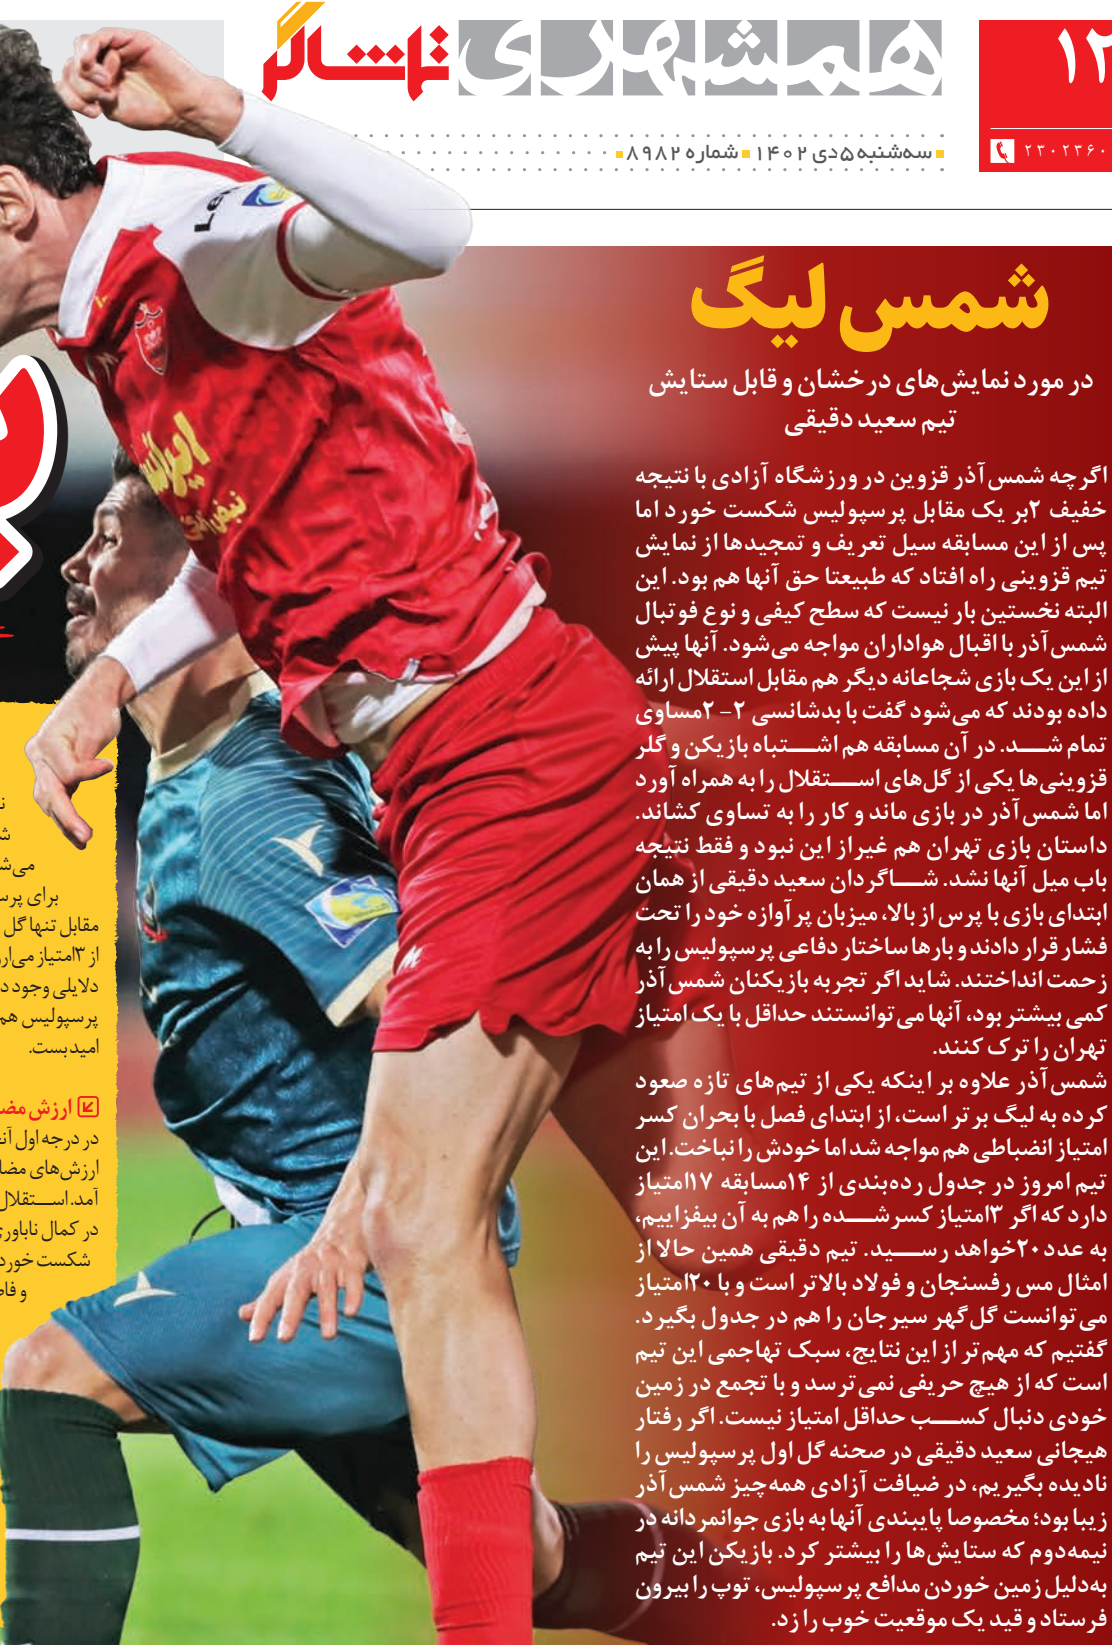 ۱۲
۲۳۰۲۳۶۰
همشهری
تماشاگر
سه‌شنبه ۵ دی ۱۴۰۲ شماره ۸۹۸۲
شمس لیگ
در مورد نمایش‌های درخشان و قابل ستایش
تیم سعید دقیقی
اگرچه شمس‌آذر قزوین در ورزشگاه آزادی با نتیجه
خفیف ۲بر یک مقابل پرسپولیس شکست خورد اما
پس از این مسابقه سیل تعریف و تمجیدها از نمایش
تیم قزوینی راه افتاد که طبیعتا حق آنها هم بود. این
البته نخستین بار نیست که سطح کیفی و نوع فوتبال
شمس‌آذر با اقبال هواداران مواجه می‌شود. آنها پیش
از این یک بازی شجاعانه دیگر هم مقابل استقلال ارائه
داده بودند که می‌شود گفت با بدشانسی ۲-۲مساوی
تمام شد. در آن مسابقه هم اشتباه بازیکن و گلر
قزوینی‌ها یکی از گل‌های استقلال را به همراه آورد
اما شمس‌آذر در بازی ماند و کار را به تساوی کشاند.
داستان بازی تهران هم غیراز این نبود و فقط نتیجه
باب میل آنها نشد. شاگردان سعید دقیقی از همان
ابتدای بازی با پرس از بالا، میزبان پر آوازه خود را تحت
فشار قرار دادند و بارها ساختار دفاعی پرسپولیس را به
زحمت انداختند. شاید اگر تجربه بازیکنان شمس‌آذر
کمی بیشتر بود، آنها می‌توانستند حداقل با یک امتیاز
تهران را ترک کنند.
شمس‌آذر علاوه بر اینکه یکی از تیم‌های تازه صعود
کرده به لیگ برتر است، از ابتدای فصل با بحران کسر
امتیاز انضباطی هم مواجه شد اما خودش را نباخت. این
تیم امروز در جدول رده‌بندی از ۱۴مسابقه ۱۷امتیاز
دارد که اگر ۳امتیاز کسرشده را هم به آن بیفزاییم،
به عدد ۲۰خواهد رسید. تیم دقیقی همین حالا از
امثال مس رفسنجان و فولاد بالاتر است و با ۲۰امتیاز
می‌توانست گل‌گهر سیرجان را هم در جدول بگیرد.
گفتیم که مهم‌تر از این نتایج، سبک تهاجمی این تیم
است که از هیچ حریفی نمی‌ترسد و با تجمع در زمین
خودی دنبال کسب حداقل امتیاز نیست. اگر رفتار
هیجانی سعید دقیقی در صحنه گل اول پرسپولیس را
نادیده بگیریم، در ضیافت آزادی همه‌چیز شمس‌آذر
زیبا بود؛ مخصوصا پایبندی آنها به بازی جوانمردانه در
نیمه‌دوم که ستایش‌ها را بیشتر کرد. بازیکن این تیم
به‌دلیل زمین خوردن مدافع پرسپولیس، توپ را بیرون
فرستاد و قید یک موقعیت خوب را زد.
برای
مقابل تنها گل
از ۳امتیاز
دلایلی وجود
پرسپولیس هم
امیدبست.
ارزش
در درجه اول
ارزش‌های
آمد. استقلال
در کمال
شکست